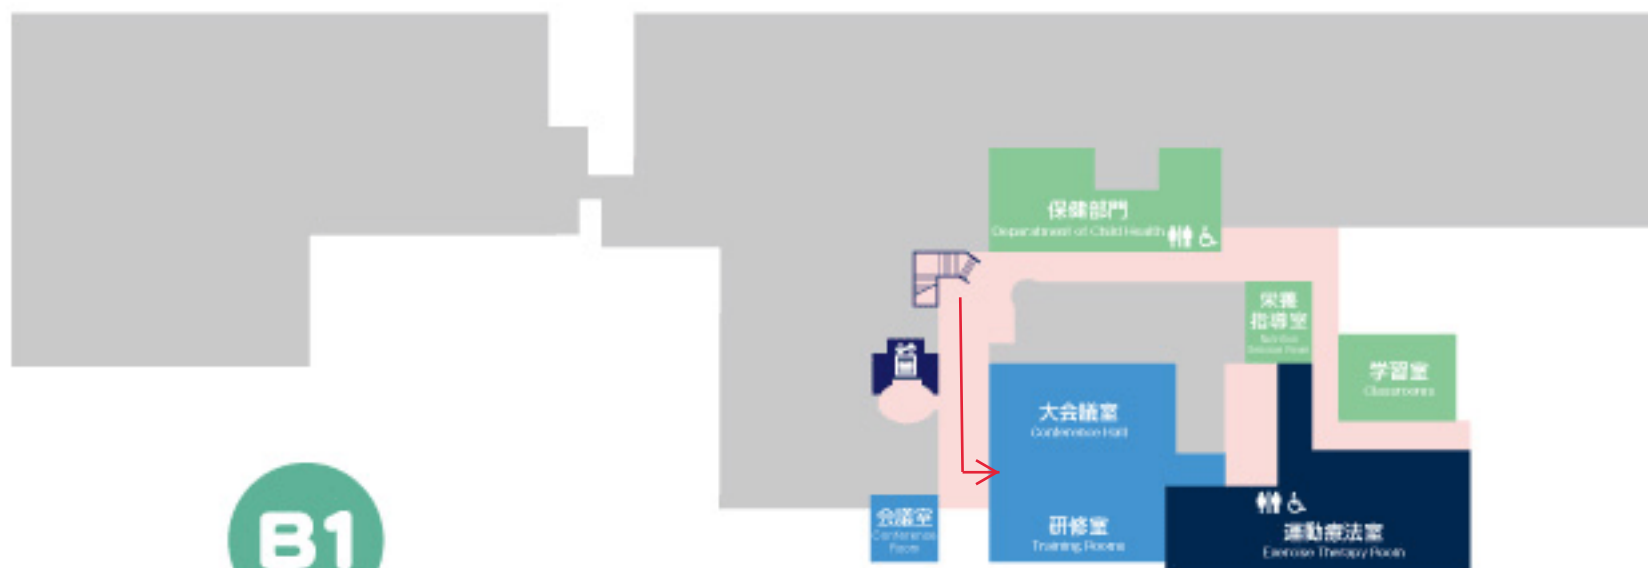 保健部門
Department of Child Health
栄養
指導室
学習室
Classrooms
大会議室
Conference Hall
会議室
Conference
Room
研修室
Training Rooms
運動療法室
Exercise Therapy Room
B1